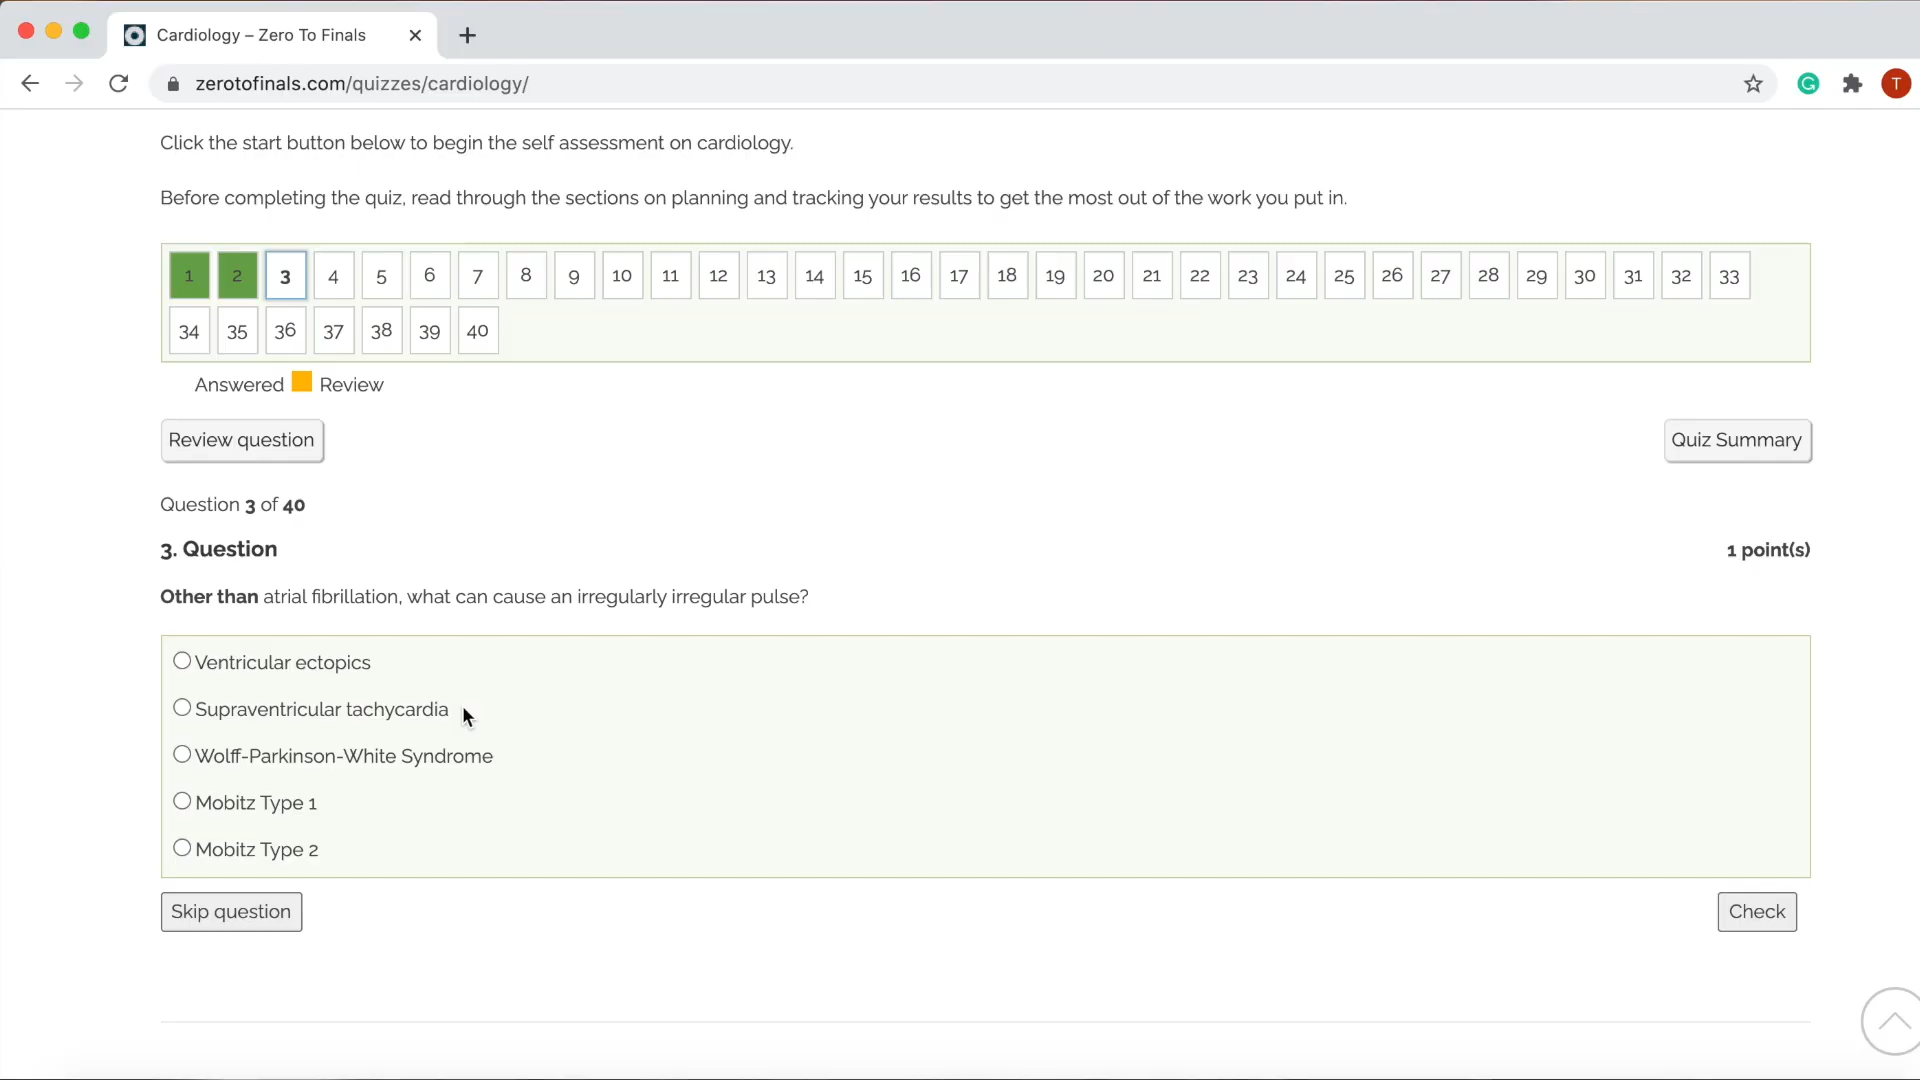 Cardiology – Zero To Finals
zerotofinals.com/quizzes/cardiology/
T
Click the start button below to begin the self assessment on cardiology.
Before completing the quiz, read through the sections on planning and tracking your results to get the most out of the work you put in.
1 2 3 4 5 6 7 8 9 10 11 12 13 14 15 16 17 18 19 20 21 22 23 24 25 26 27 28 29 30 31 32 33
34 35 36 37 38 39 40
Answered Review
Review question Quiz Summary
Question 3 of 40
3. Question 1 point(s)
Other than atrial fibrillation, what can cause an irregularly irregular pulse?
Ventricular ectopics
Supraventricular tachycardia
Wolff-Parkinson-White Syndrome
Mobitz Type 1
Mobitz Type 2
Skip question Check